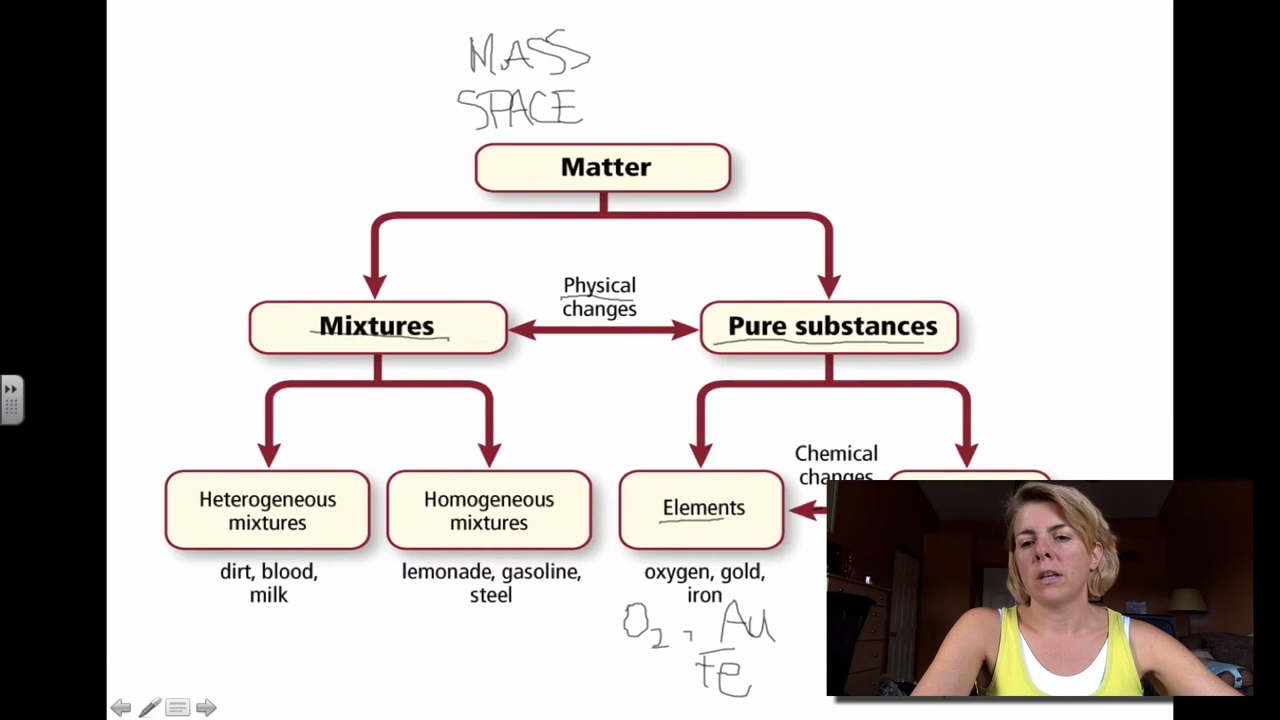 MASS
SPACE
Matter
Physical
changes
Mixtures
Pure substances
Chemical
changes
Heterogeneous
mixtures
Homogeneous
mixtures
Elements
dirt, blood,
milk
lemonade, gasoline,
steel
oxygen, gold,
iron
O2, Au
Fe